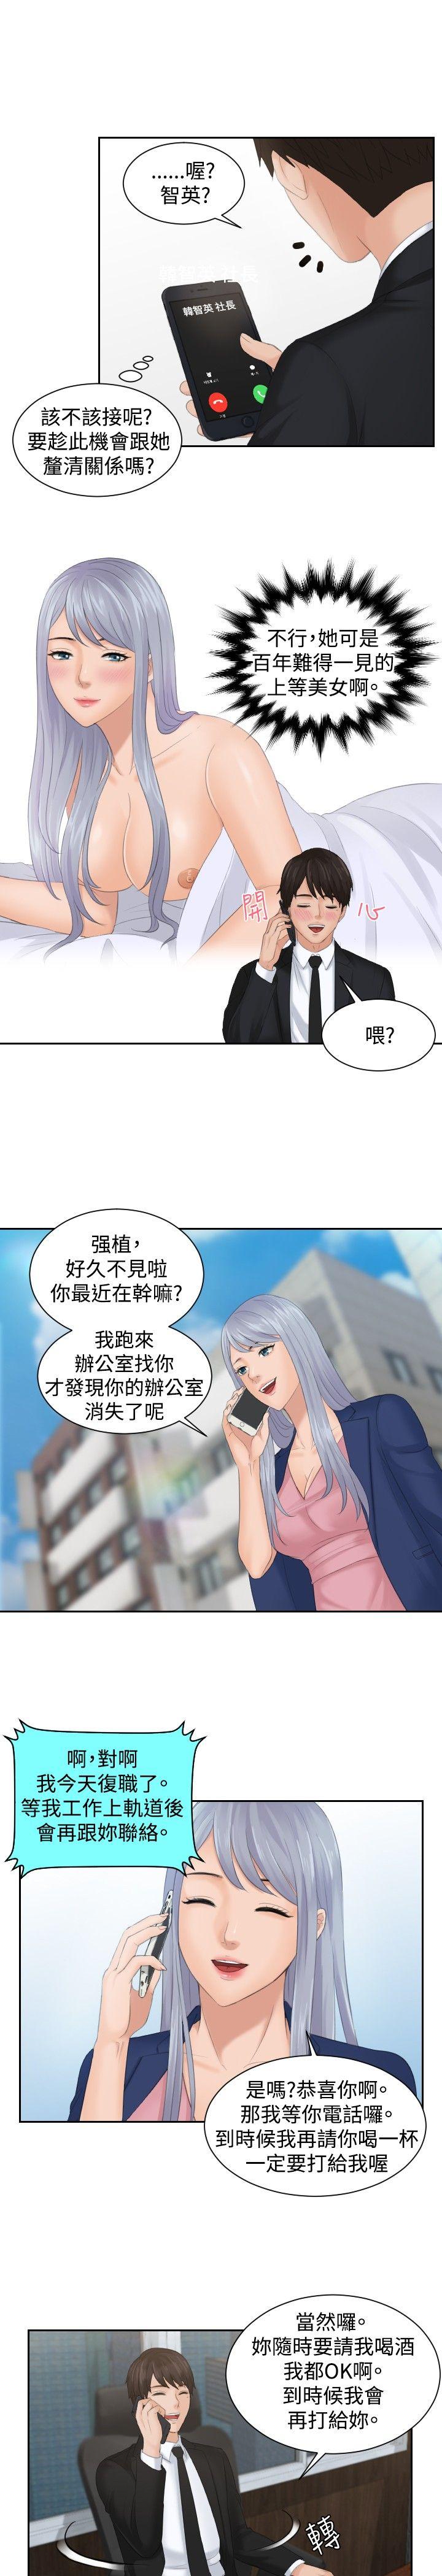 ......喔?
智英?
韓智英 社長
韓智英 社長
該不該接呢?
要趁此機會跟她
釐清關係嗎?
不行,她可是
百年難得一見的
上等美女啊。
開心
喂?
强植,
好久不見啦
你最近在幹嘛?
我跑來
辦公室找你
才發現你的辦公室
消失了呢
啊,對啊
我今天復職了。
等我工作上軌道後
會再跟妳聯絡。
是嗎?恭喜你啊。
那我等你電話囉。
到時候我再請你喝一杯
一定要打給我喔
當然囉。
妳隨時要請我喝酒
我都OK啊。
到時候我會
再打給妳。
轉